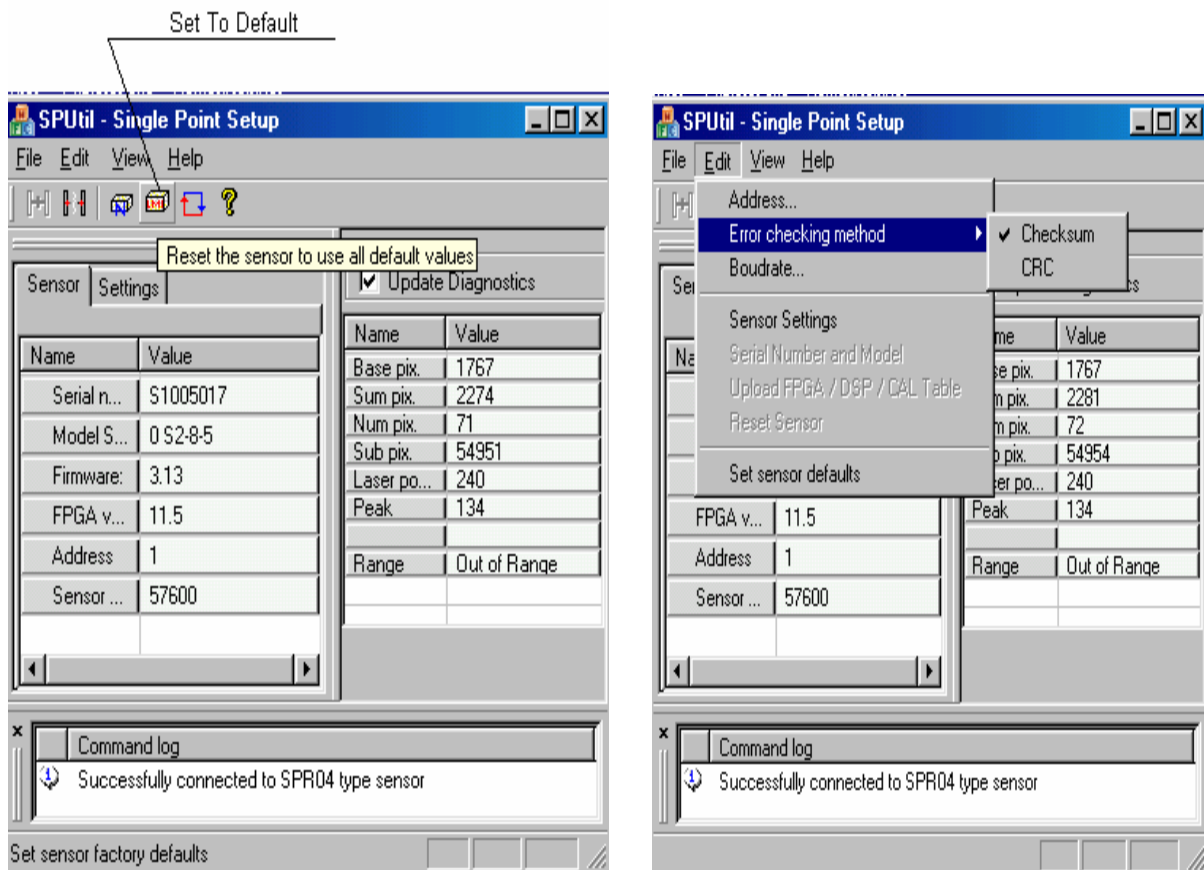 Set To Default
SPUtil - Single Point Setup
File Edit View Help
Reset the sensor to use all default values
Sensor Settings
Update Diagnostics
Name Value
Serial n... S1005017
Model S... 0 S2-8-5
Firmware: 3.13
FPGA v... 11.5
Address 1
Sensor ... 57600
Name Value
Base pix. 1767
Sum pix. 2274
Num pix. 71
Sub pix. 54951
Laser po... 240
Peak 134
Range Out of Range
Command log
Successfully connected to SPR04 type sensor
Set sensor factory defaults
SPUtil - Single Point Setup
File Edit View Help
Address...
Error checking method
Checksum
CRC
Boudrate...
Sensor Settings
Serial Number and Model
Upload FPGA / DSP / CAL Table
Reset Sensor
Set sensor defaults
FPGA v... 11.5
Address 1
Sensor ... 57600
Value
1767
2281
72
54954
240
Peak 134
Range Out of Range
Command log
Successfully connected to SPR04 type sensor